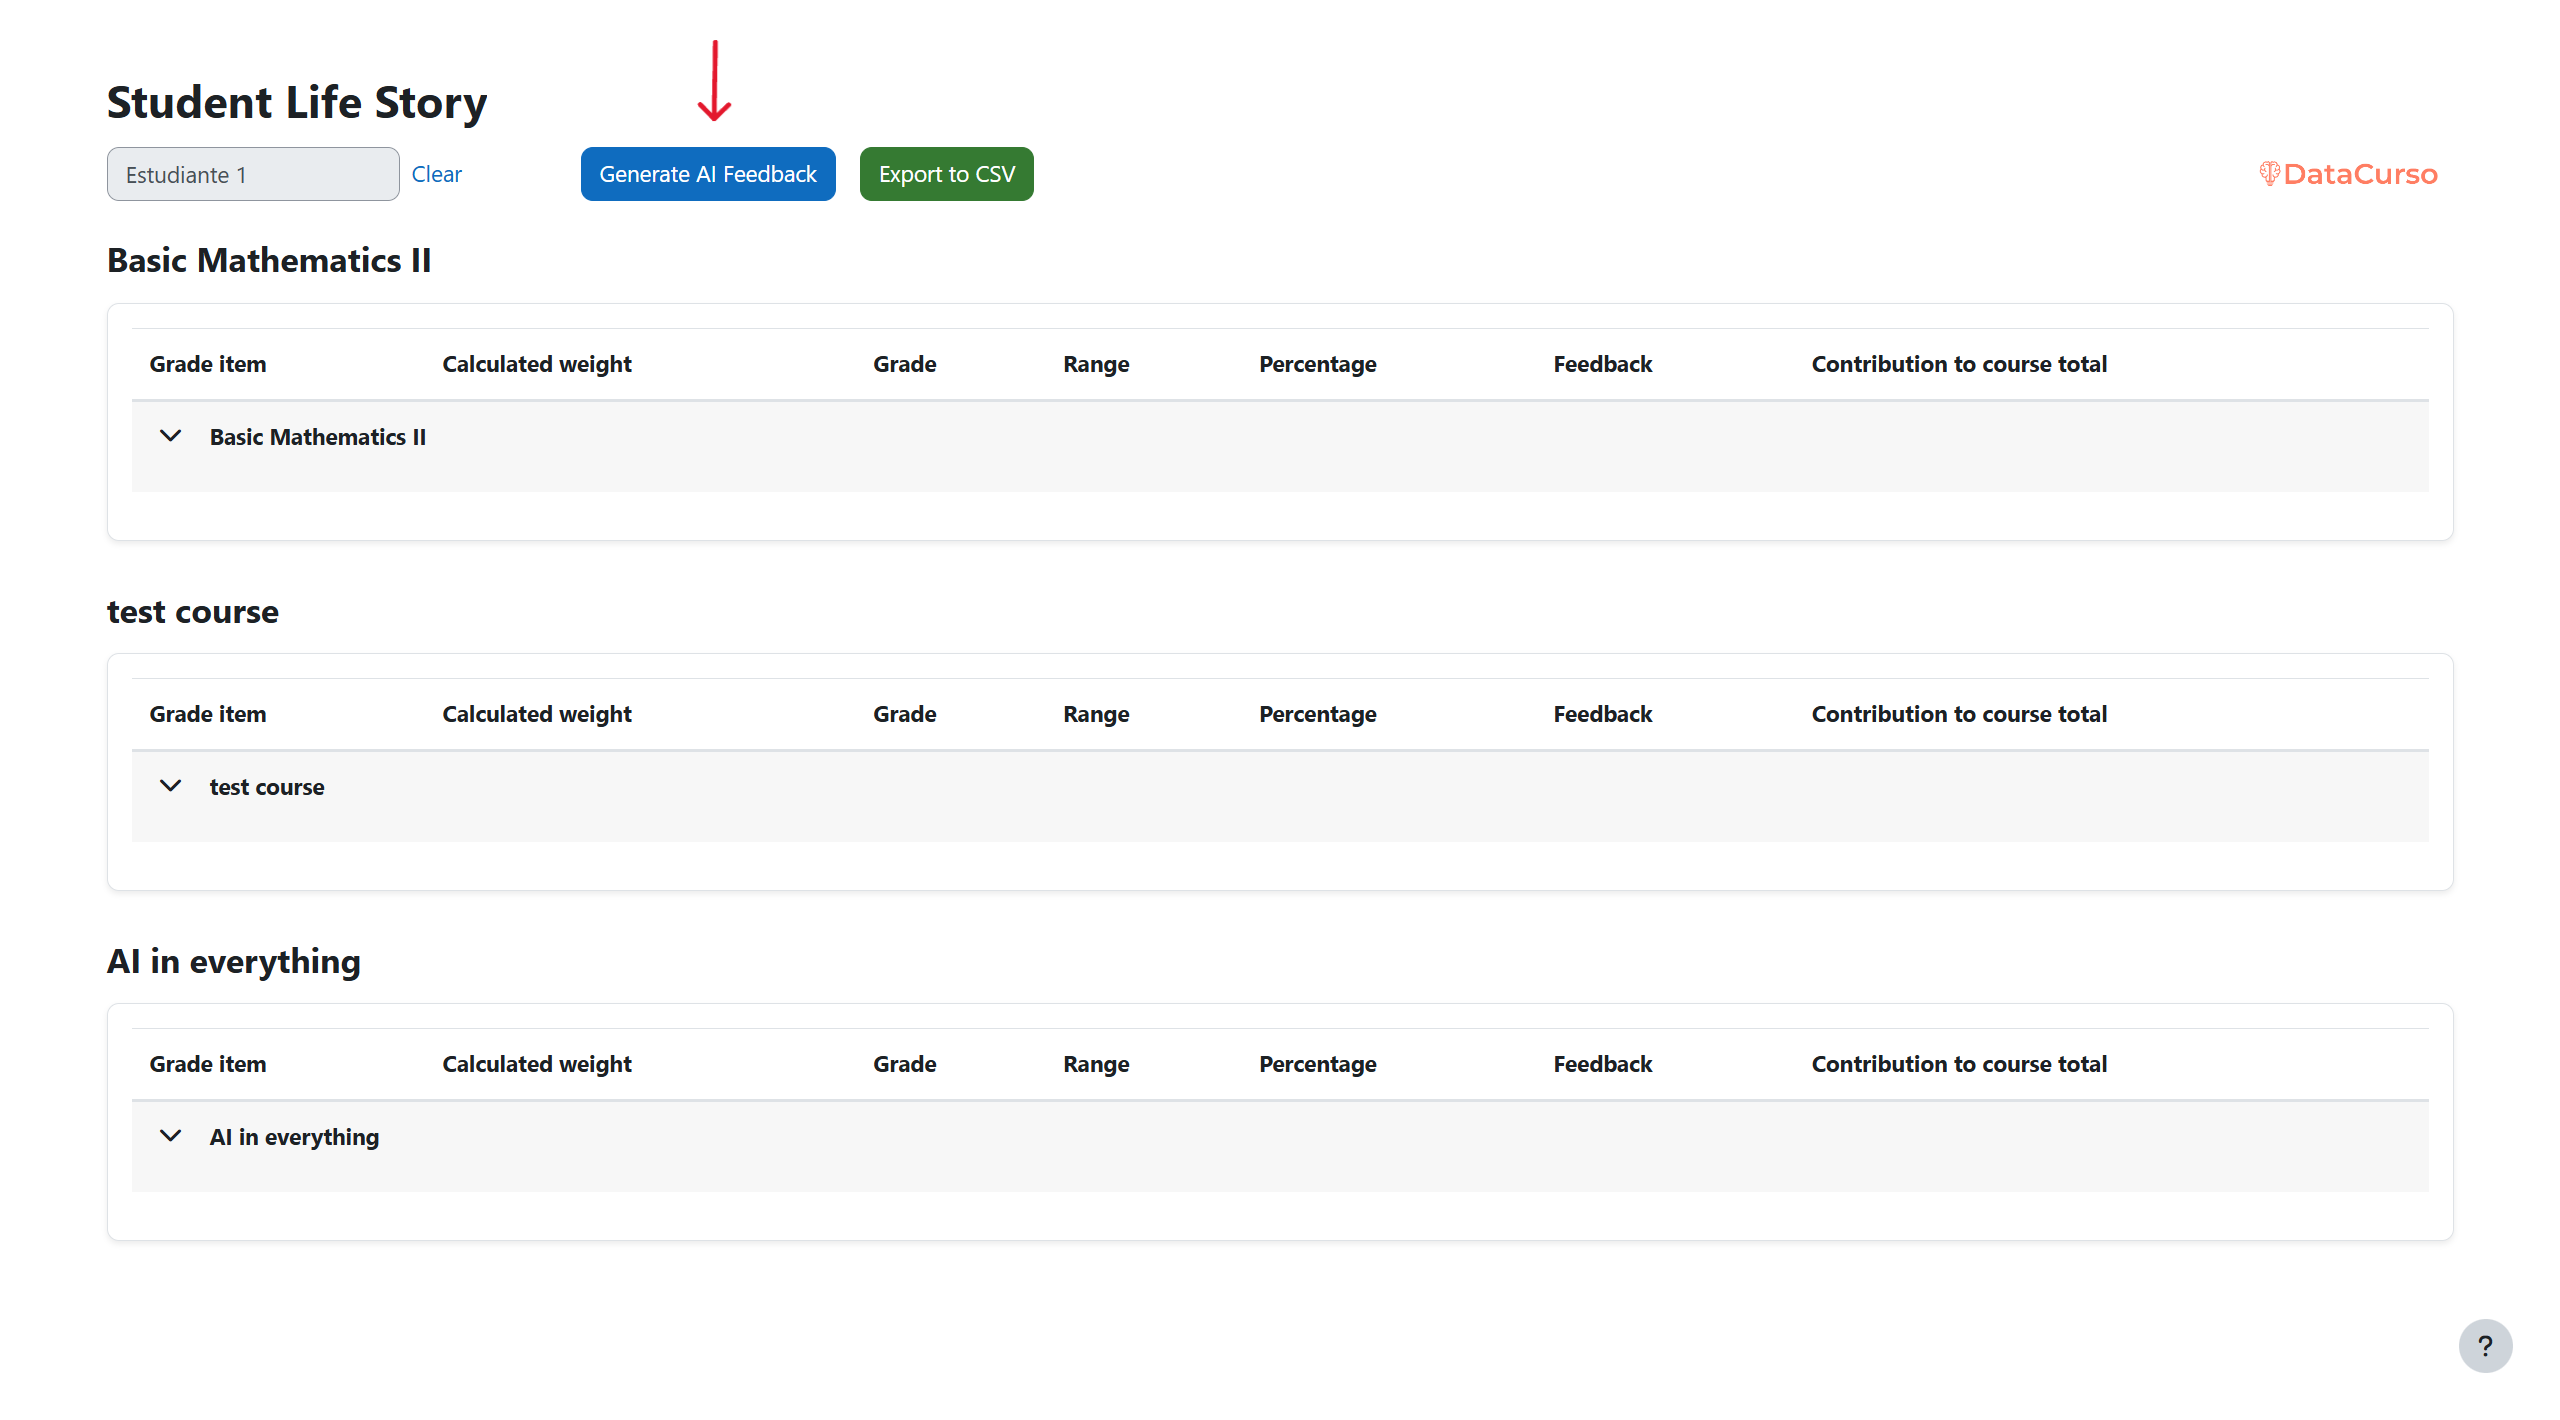 Student Life Story
Estudiante 1 Clear Generate AI Feedback Export to CSV DataCurso
Basic Mathematics II
Grade item Calculated weight Grade Range Percentage Feedback Contribution to course total
Basic Mathematics II
test course
Grade item Calculated weight Grade Range Percentage Feedback Contribution to course total
test course
AI in everything
Grade item Calculated weight Grade Range Percentage Feedback Contribution to course total
AI in everything
?